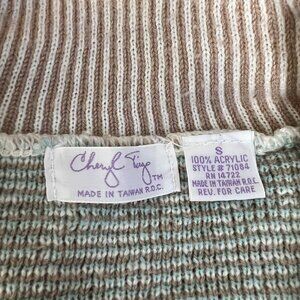 Cheryl Tiegs TM
MADE IN TAIWAN R.O.C.
S
100% ACRYLIC
STYLE # 71084
RN 14722
MADE IN TAIWAN R.O.C.
REV. FOR CARE